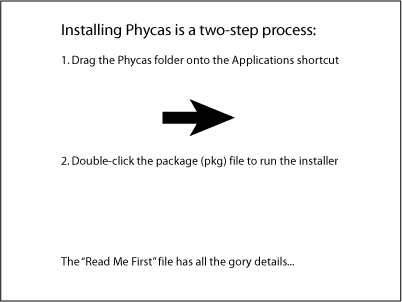 Installing Phycas is a two-step process:
1. Drag the Phycas folder onto the Applications shortcut
2. Double-click the package (pkg) file to run the installer
The “Read Me First” file has all the gory details...